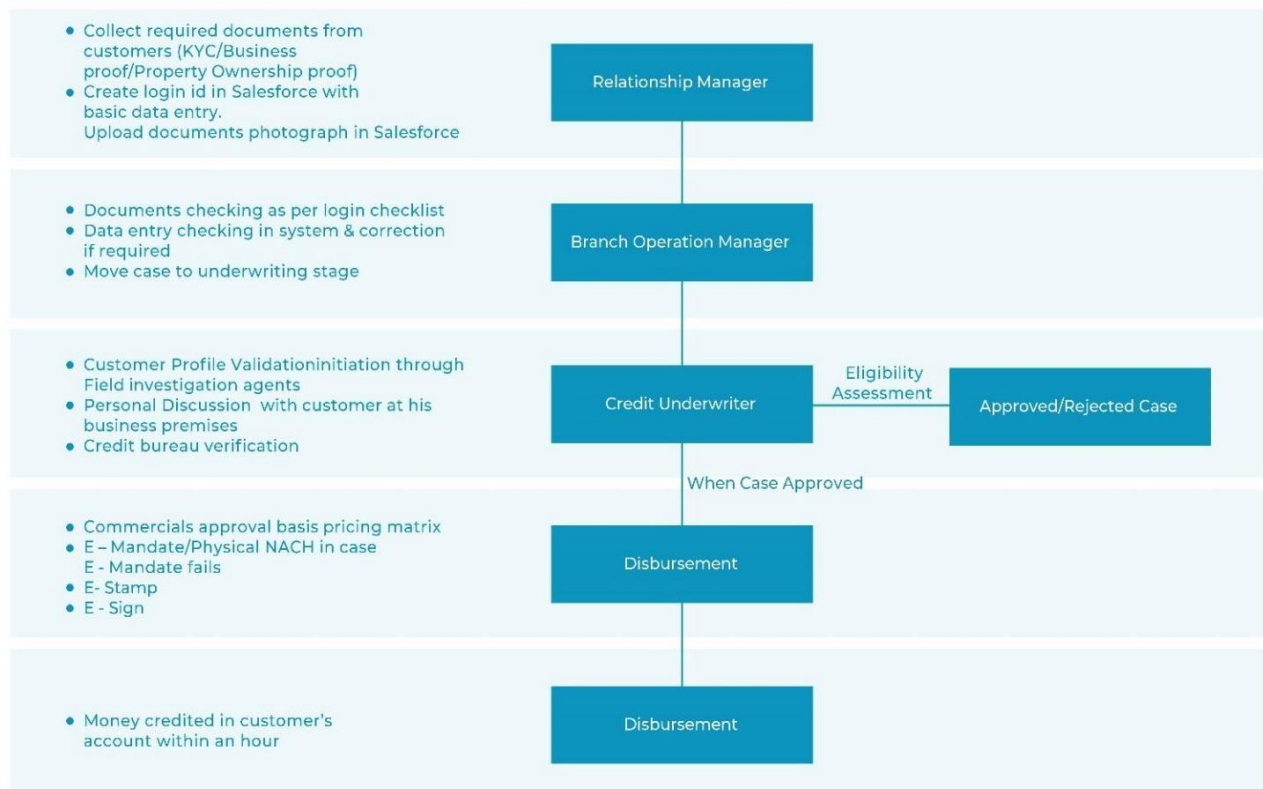 ● Collect required documents from
customers (KYC/Business
proof/Property Ownership proof)
● Create login id in Salesforce with
basic data entry.
Upload documents photograph in Salesforce
Relationship Manager
● Documents checking as per login checklist
● Data entry checking in system & correction
if required
● Move case to underwriting stage
Branch Operation Manager
● Customer Profile Validationinitiation through
Field investigation agents
● Personal Discussion with customer at his
business premises
● Credit bureau verification
Credit Underwriter
Eligibility
Assessment
Approved/Rejected Case
When Case Approved
● Commercials approval basis pricing matrix
● E – Mandate/Physical NACH in case
E - Mandate fails
● E- Stamp
● E - Sign
Disbursement
● Money credited in customer’s
account within an hour
Disbursement